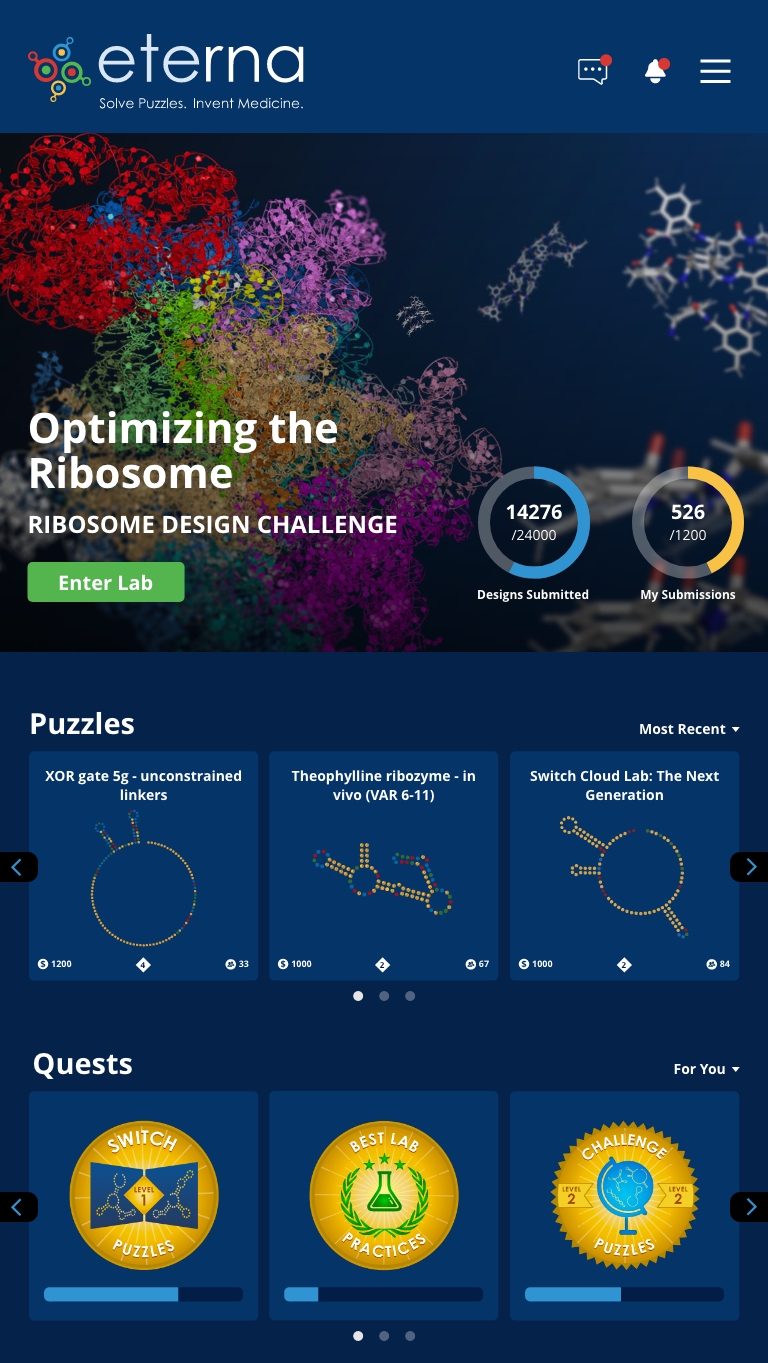 eterna
Solve Puzzles. Invent Medicine.
Optimizing the
Ribosome
RIBOSOME DESIGN CHALLENGE
Enter Lab
14276
/24000
Designs Submitted
526
/1200
My Submissions
Puzzles
Most Recent
XOR gate 5g - unconstrained
linkers
$ 1200
4
33
Theophylline ribozyme - in
vivo (VAR 6-11)
$ 1000
2
67
Switch Cloud Lab: The Next
Generation
$ 1000
2
84
Quests
For You
SWITCH
LEVEL
1
PUZZLES
BEST LAB
PRACTICES
CHALLENGE
LEVEL
2
LEVEL
2
PUZZLES